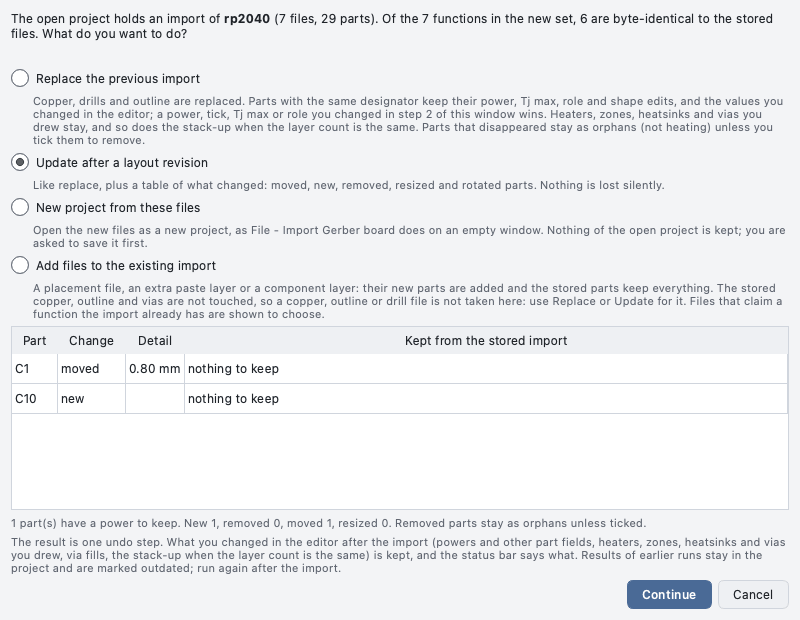 The open project holds an import of rp2040 (7 files, 29 parts). Of the 7 functions in the new set, 6 are byte-identical to the stored
files. What do you want to do?
Replace the previous import
Copper, drills and outline are replaced. Parts with the same designator keep their power, Tj max, role and shape edits, and the values you
changed in the editor; a power, tick, Tj max or role you changed in step 2 of this window wins. Heaters, zones, heatsinks and vias you
drew stay, and so does the stack-up when the layer count is the same. Parts that disappeared stay as orphans (not heating) unless you
tick them to remove.
Update after a layout revision
Like replace, plus a table of what changed: moved, new, removed, resized and rotated parts. Nothing is lost silently.
New project from these files
Open the new files as a new project, as File - Import Gerber board does on an empty window. Nothing of the open project is kept; you are
asked to save it first.
Add files to the existing import
A placement file, an extra paste layer or a component layer: their new parts are added and the stored parts keep everything. The stored
copper, outline and vias are not touched, so a copper, outline or drill file is not taken here: use Replace or Update for it. Files that claim a
function the import already has are shown to choose.
Part Change Detail Kept from the stored import
C1 moved 0.80 mm nothing to keep
C10 new nothing to keep
1 part(s) have a power to keep. New 1, removed 0, moved 1, resized 0. Removed parts stay as orphans unless ticked.
The result is one undo step. What you changed in the editor after the import (powers and other part fields, heaters, zones, heatsinks and vias
you drew, via fills, the stack-up when the layer count is the same) is kept, and the status bar says what. Results of earlier runs stay in the
project and are marked outdated; run again after the import.
Continue Cancel